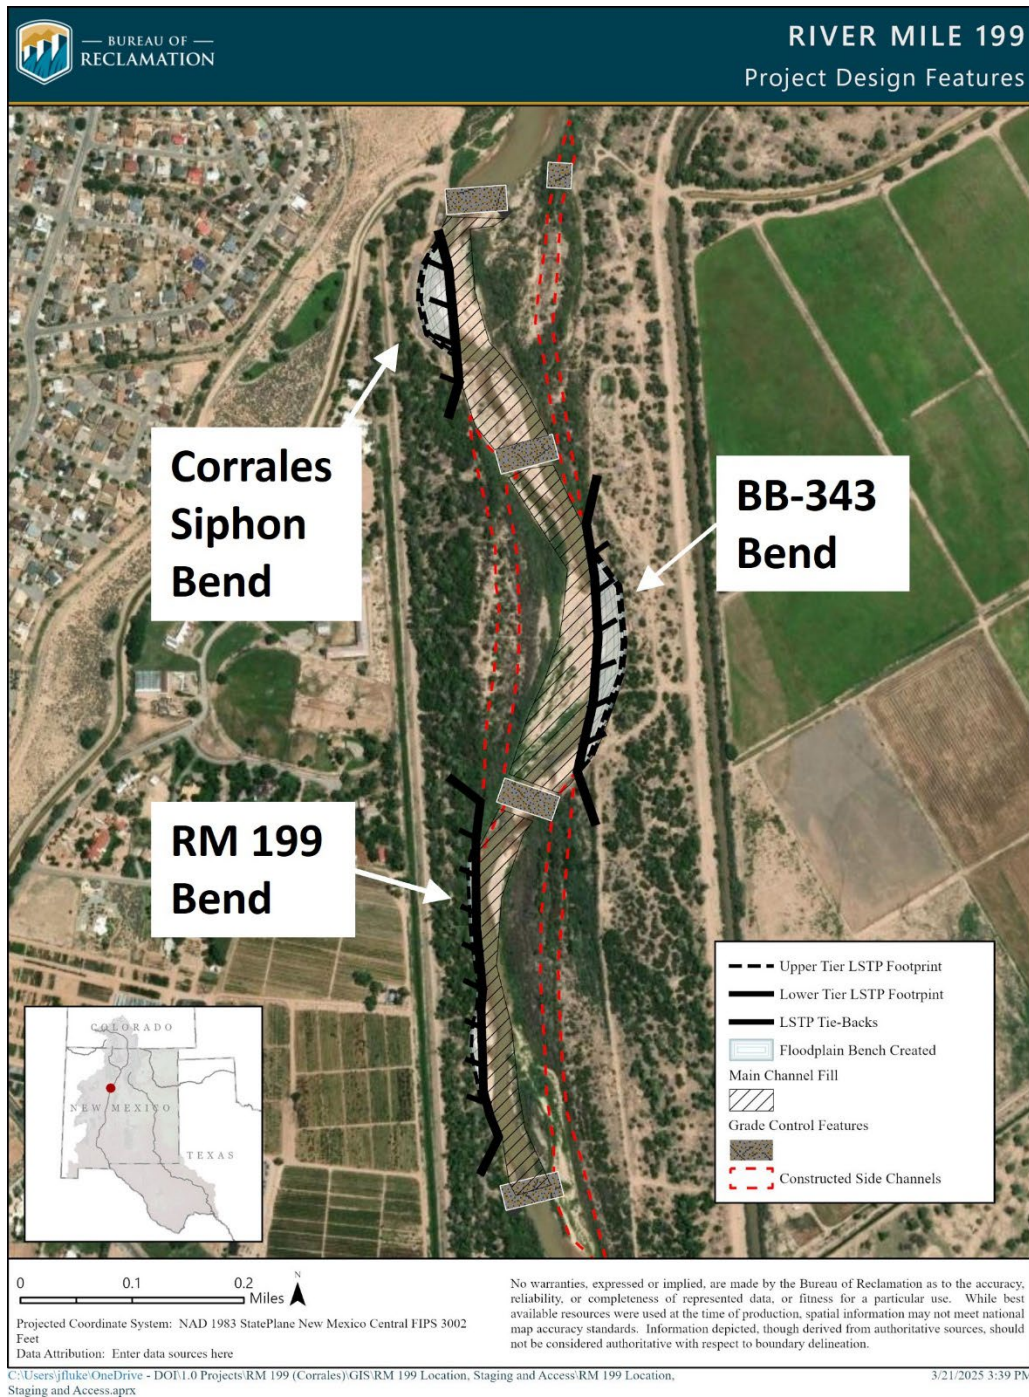 — BUREAU OF —
RECLAMATION
RIVER MILE 199
Project Design Features
Corrales
Siphon
Bend
BB-343
Bend
RM 199
Bend
Upper Tier LSTP Footprint
Lower Tier LSTP Footrpint
LSTP Tie-Backs
Floodplain Bench Created
Main Channel Fill
Grade Control Features
Constructed Side Channels
COLORADO
NEW MEXICO
TEXAS
0 0.1 0.2
Miles
N
Projected Coordinate System: NAD 1983 StatePlane New Mexico Central FIPS 3002
Feet
Data Attribution: Enter data sources here
No warranties, expressed or implied, are made by the Bureau of Reclamation as to the accuracy,
reliability, or completeness of represented data, or fitness for a particular use. While best
available resources were used at the time of production, spatial information may not meet national
map accuracy standards. Information depicted, though derived from authoritative sources, should
not be considered authoritative with respect to boundary delineation.
C:\Users\jfluke\OneDrive - DOI\1.0 Projects\RM 199 (Corrales)\GIS\RM 199 Location, Staging and Access\RM 199 Location,
Staging and Access.aprx
3/21/2025 3:39 PM